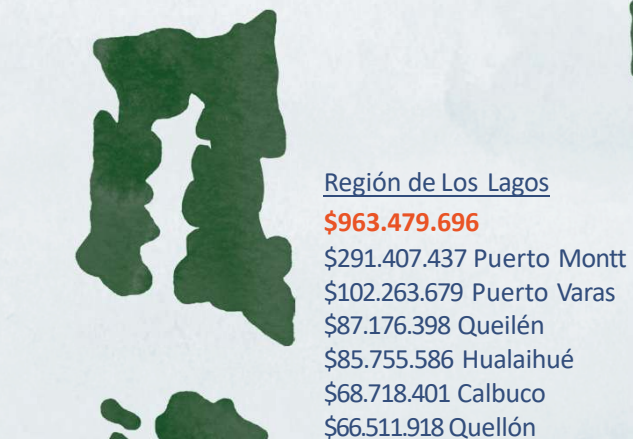 Región de Los Lagos
$963.479.696
$291.407.437 Puerto Montt
$102.263.679 Puerto Varas
$87.176.398 Queilén
$85.755.586 Hualaihué
$68.718.401 Calbuco
$66.511.918 Quellón